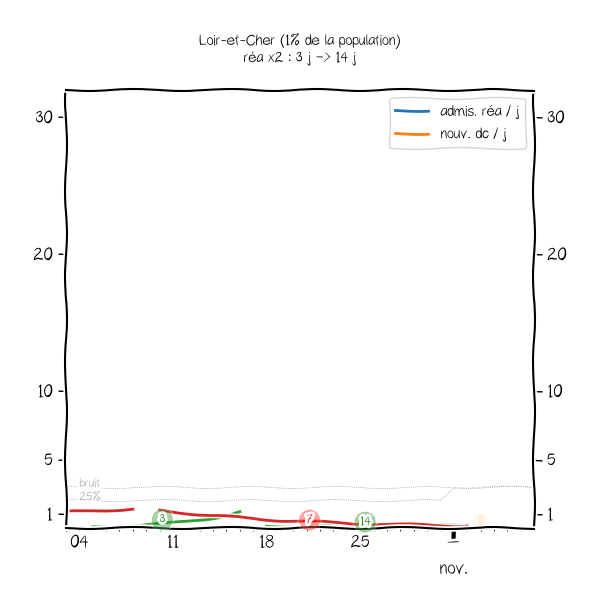 Loir-et-Cher (1% de la population)
réa x2 : 3 j -> 14 j
admis. réa / j
nouv. dc / j
30
30
20
20
10
10
5
5
bruit
25%
1
1
3
7
14
04 11 18 25
nov.